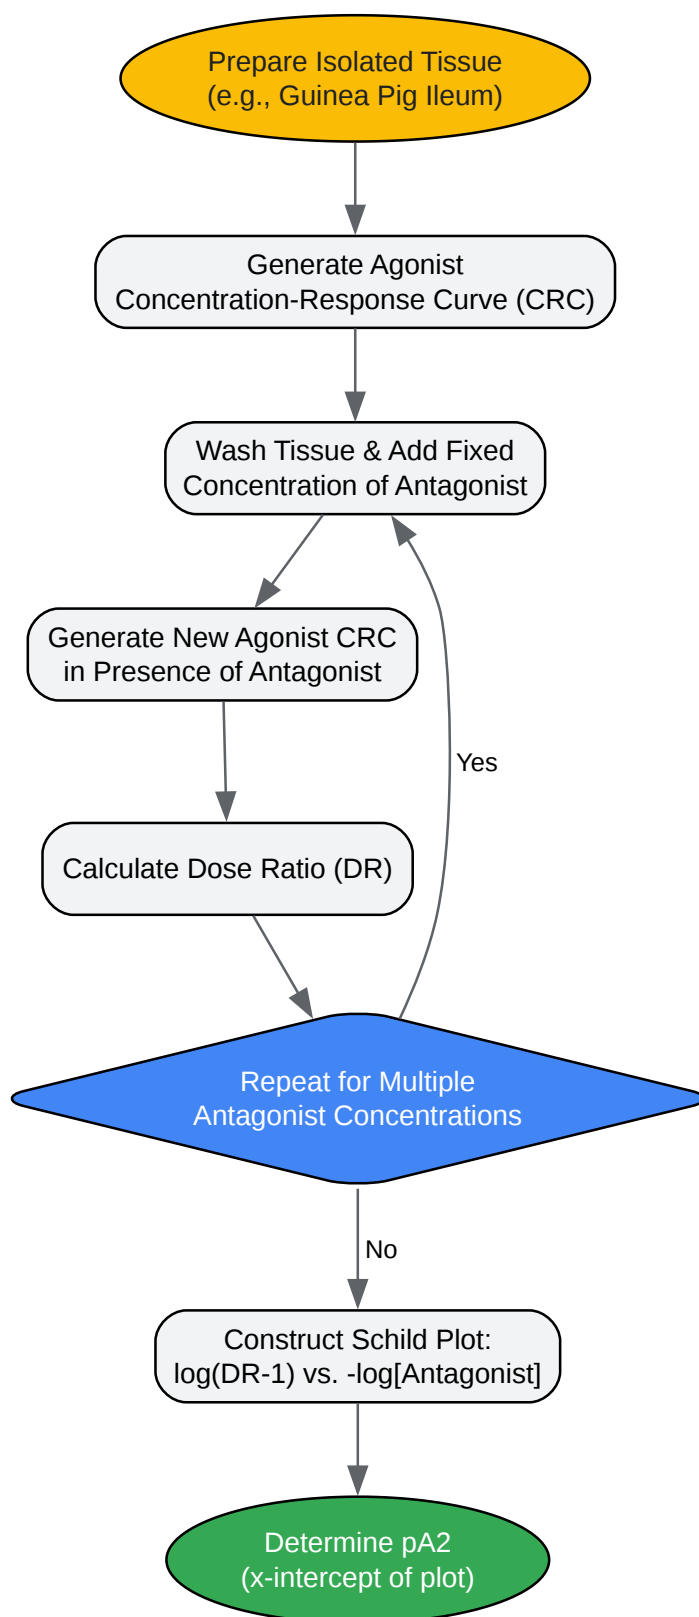 Prepare Isolated Tissue
(e.g., Guinea Pig Ileum)
Generate Agonist
Concentration-Response Curve (CRC)
Wash Tissue & Add Fixed
Concentration of Antagonist
Generate New Agonist CRC
in Presence of Antagonist
Yes
Calculate Dose Ratio (DR)
Repeat for Multiple
Antagonist Concentrations
No
Construct Schild Plot:
log(DR-1) vs. -log[Antagonist]
Determine pA2
(x-intercept of plot)